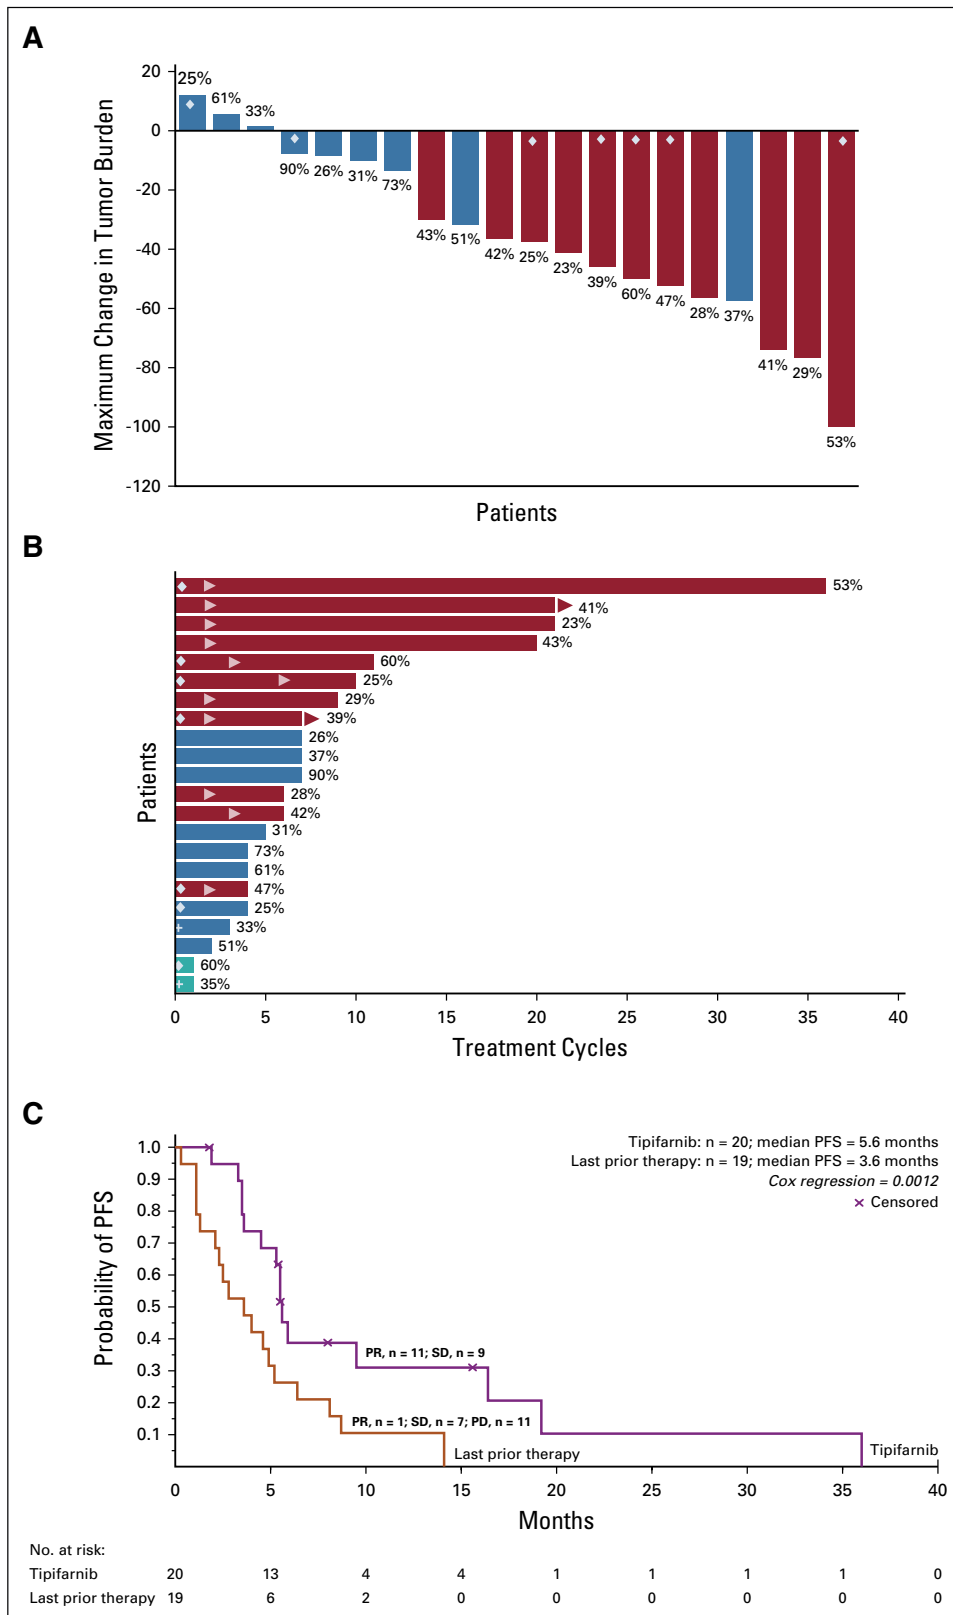 A
Maximum Change in Tumor Burden
20
0
-20
-40
-60
-80
-100
-120
25%
61%
33%
90%
26%
31%
73%
43%
51%
42%
25%
23%
39%
60%
47%
28%
37%
41%
29%
53%
Patients
B
Patients
53%
41%
23%
43%
60%
25%
29%
39%
26%
37%
90%
28%
42%
31%
73%
61%
47%
25%
33%
51%
60%
35%
0 5 10 15 20 25 30 35 40
Treatment Cycles
C
Probability of PFS
1.0
0.9
0.8
0.7
0.6
0.5
0.4
0.3
0.2
0.1
Tipifarnib: n = 20; median PFS = 5.6 months
Last prior therapy: n = 19; median PFS = 3.6 months
Cox regression = 0.0012
× Censored
PR, n = 11; SD, n = 9
PR, n = 1; SD, n = 7; PD, n = 11
Last prior therapy
Tipifarnib
0 5 10 15 20 25 30 35 40
Months
No. at risk:
Tipifarnib 20 13 4 4 1 1 1 1 0
Last prior therapy 19 6 2 0 0 0 0 0 0